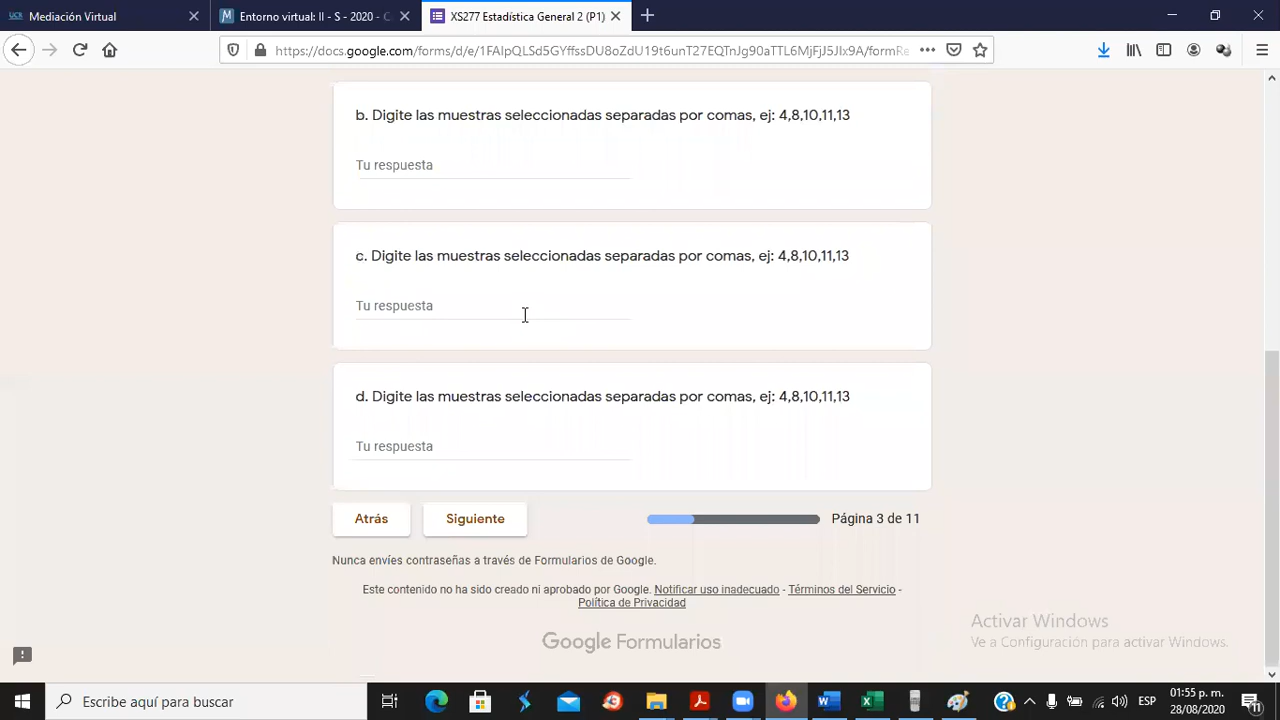 Mediación Virtual
Entorno virtual: II - S - 2020 - C
XS277 Estadística General 2 (P1)
https://docs.google.com/forms/d/e/1FAIpQLSd5GYffssDU8oZdU19t6unT27EQTnJg90aTTL6MjFjJ5JIx9A/formRe
b. Digite las muestras seleccionadas separadas por comas, ej: 4,8,10,11,13
Tu respuesta
c. Digite las muestras seleccionadas separadas por comas, ej: 4,8,10,11,13
Tu respuesta
d. Digite las muestras seleccionadas separadas por comas, ej: 4,8,10,11,13
Tu respuesta
Atrás
Siguiente
Página 3 de 11
Nunca envíes contraseñas a través de Formularios de Google.
Este contenido no ha sido creado ni aprobado por Google. Notificar uso inadecuado - Términos del Servicio -
Política de Privacidad
Google Formularios
Activar Windows
Ve a Configuración para activar Windows.
Escribe aquí para buscar
ESP
01:55 p. m.
28/08/2020
11